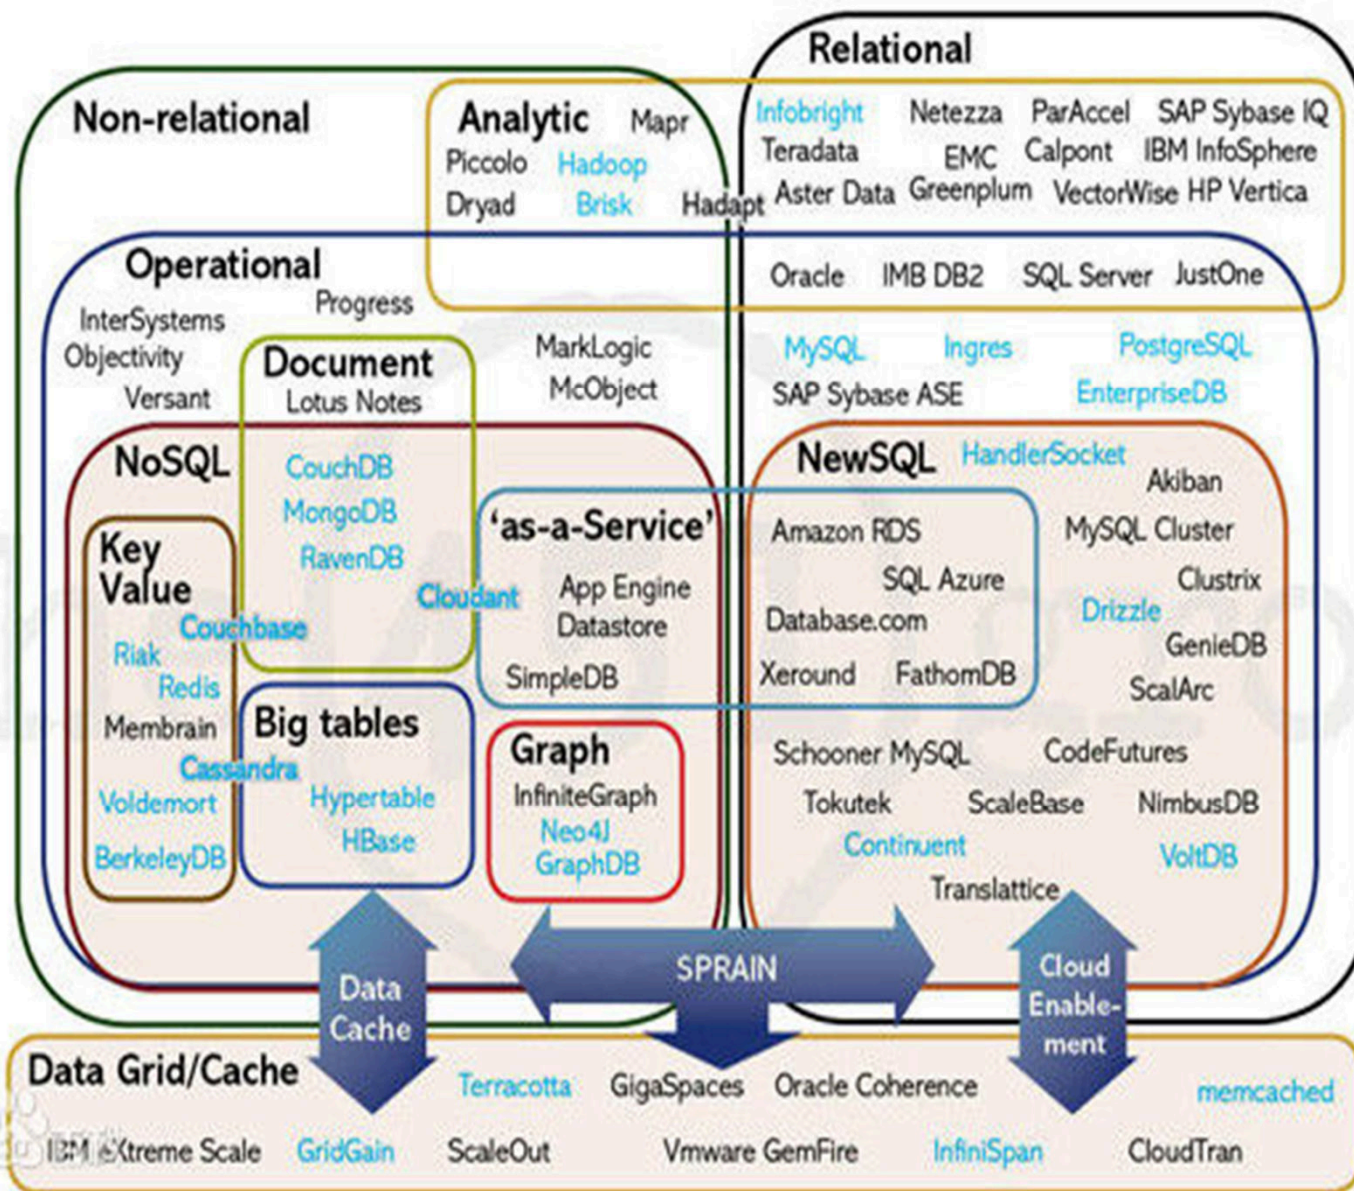 Relational
Non-relational
Analytic Mapr
Piccolo Hadoop
Dryad Brisk Hadapt
Infobright Netezza ParAccel SAP Sybase IQ
Teradata EMC Calpont IBM InfoSphere
Aster Data Greenplum VectorWise HP Vertica
Operational
Oracle IMB DB2 SQL Server JustOne
Progress
InterSystems
Objectivity
Versant
MarkLogic
McObject
MySQL Ingres PostgreSQL
SAP Sybase ASE EnterpriseDB
Document
Lotus Notes
CouchDB
MongoDB
RavenDB
Cloudant
NoSQL
Key
Value
Couchbase
Riak
Redis
Membrain
Cassandra
Voldemort
BerkeleyDB
Big tables
Hypertable
HBase
'as-a-Service'
App Engine
Datastore
SimpleDB
Graph
InfiniteGraph
Neo4J
GraphDB
NewSQL HandlerSocket
Akiban
Amazon RDS MySQL Cluster
SQL Azure Clustrix
Database.com Drizzle
GenieDB
Xeround FathomDB ScalArc
Schooner MySQL CodeFutures
Tokutek ScaleBase NimbusDB
Continuent VoltDB
Translattice
Data
Cache
SPRAIN
Cloud
Enable-
ment
Data Grid/Cache
Terracotta GigaSpaces Oracle Coherence memcached
IBM eXtreme Scale GridGain ScaleOut Vmware GemFire InfiniSpan CloudTran